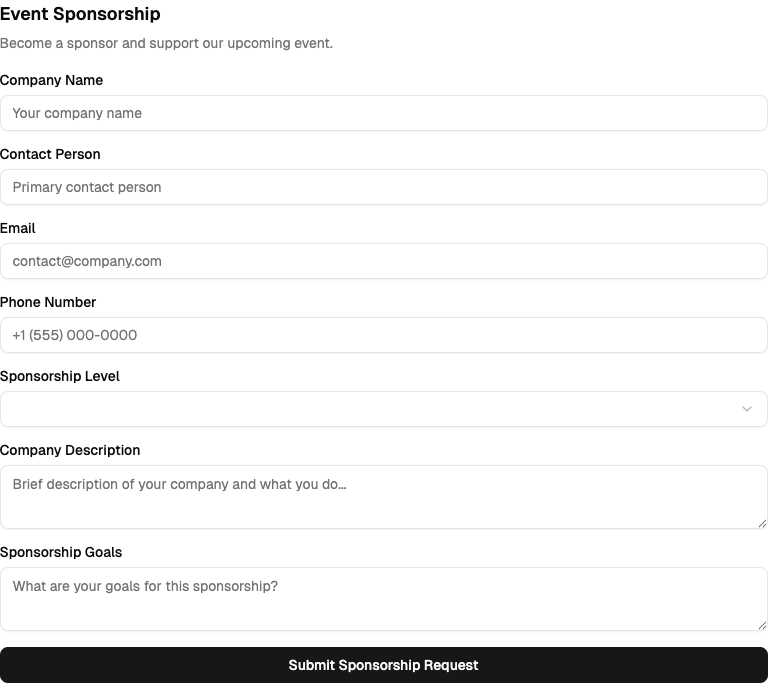 Event Sponsorship
Become a sponsor and support our upcoming event.
Company Name
Your company name
Contact Person
Primary contact person
Email
contact@company.com
Phone Number
+1 (555) 000-0000
Sponsorship Level
Company Description
Brief description of your company and what you do...
Sponsorship Goals
What are your goals for this sponsorship?
Submit Sponsorship Request